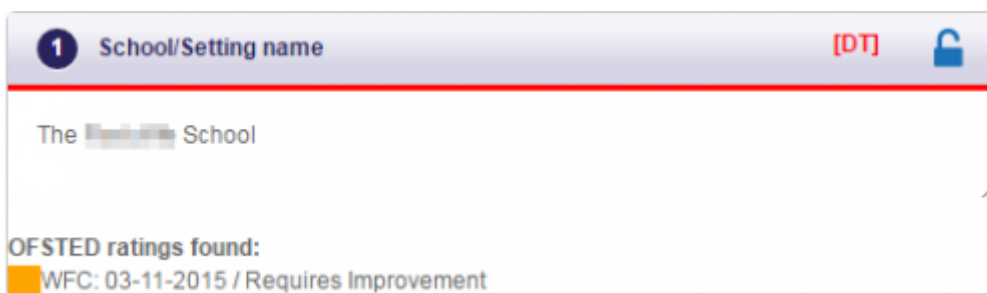 1 School/Setting name [DT]
The School
OFSTED ratings found:
WFC: 03-11-2015 / Requires Improvement